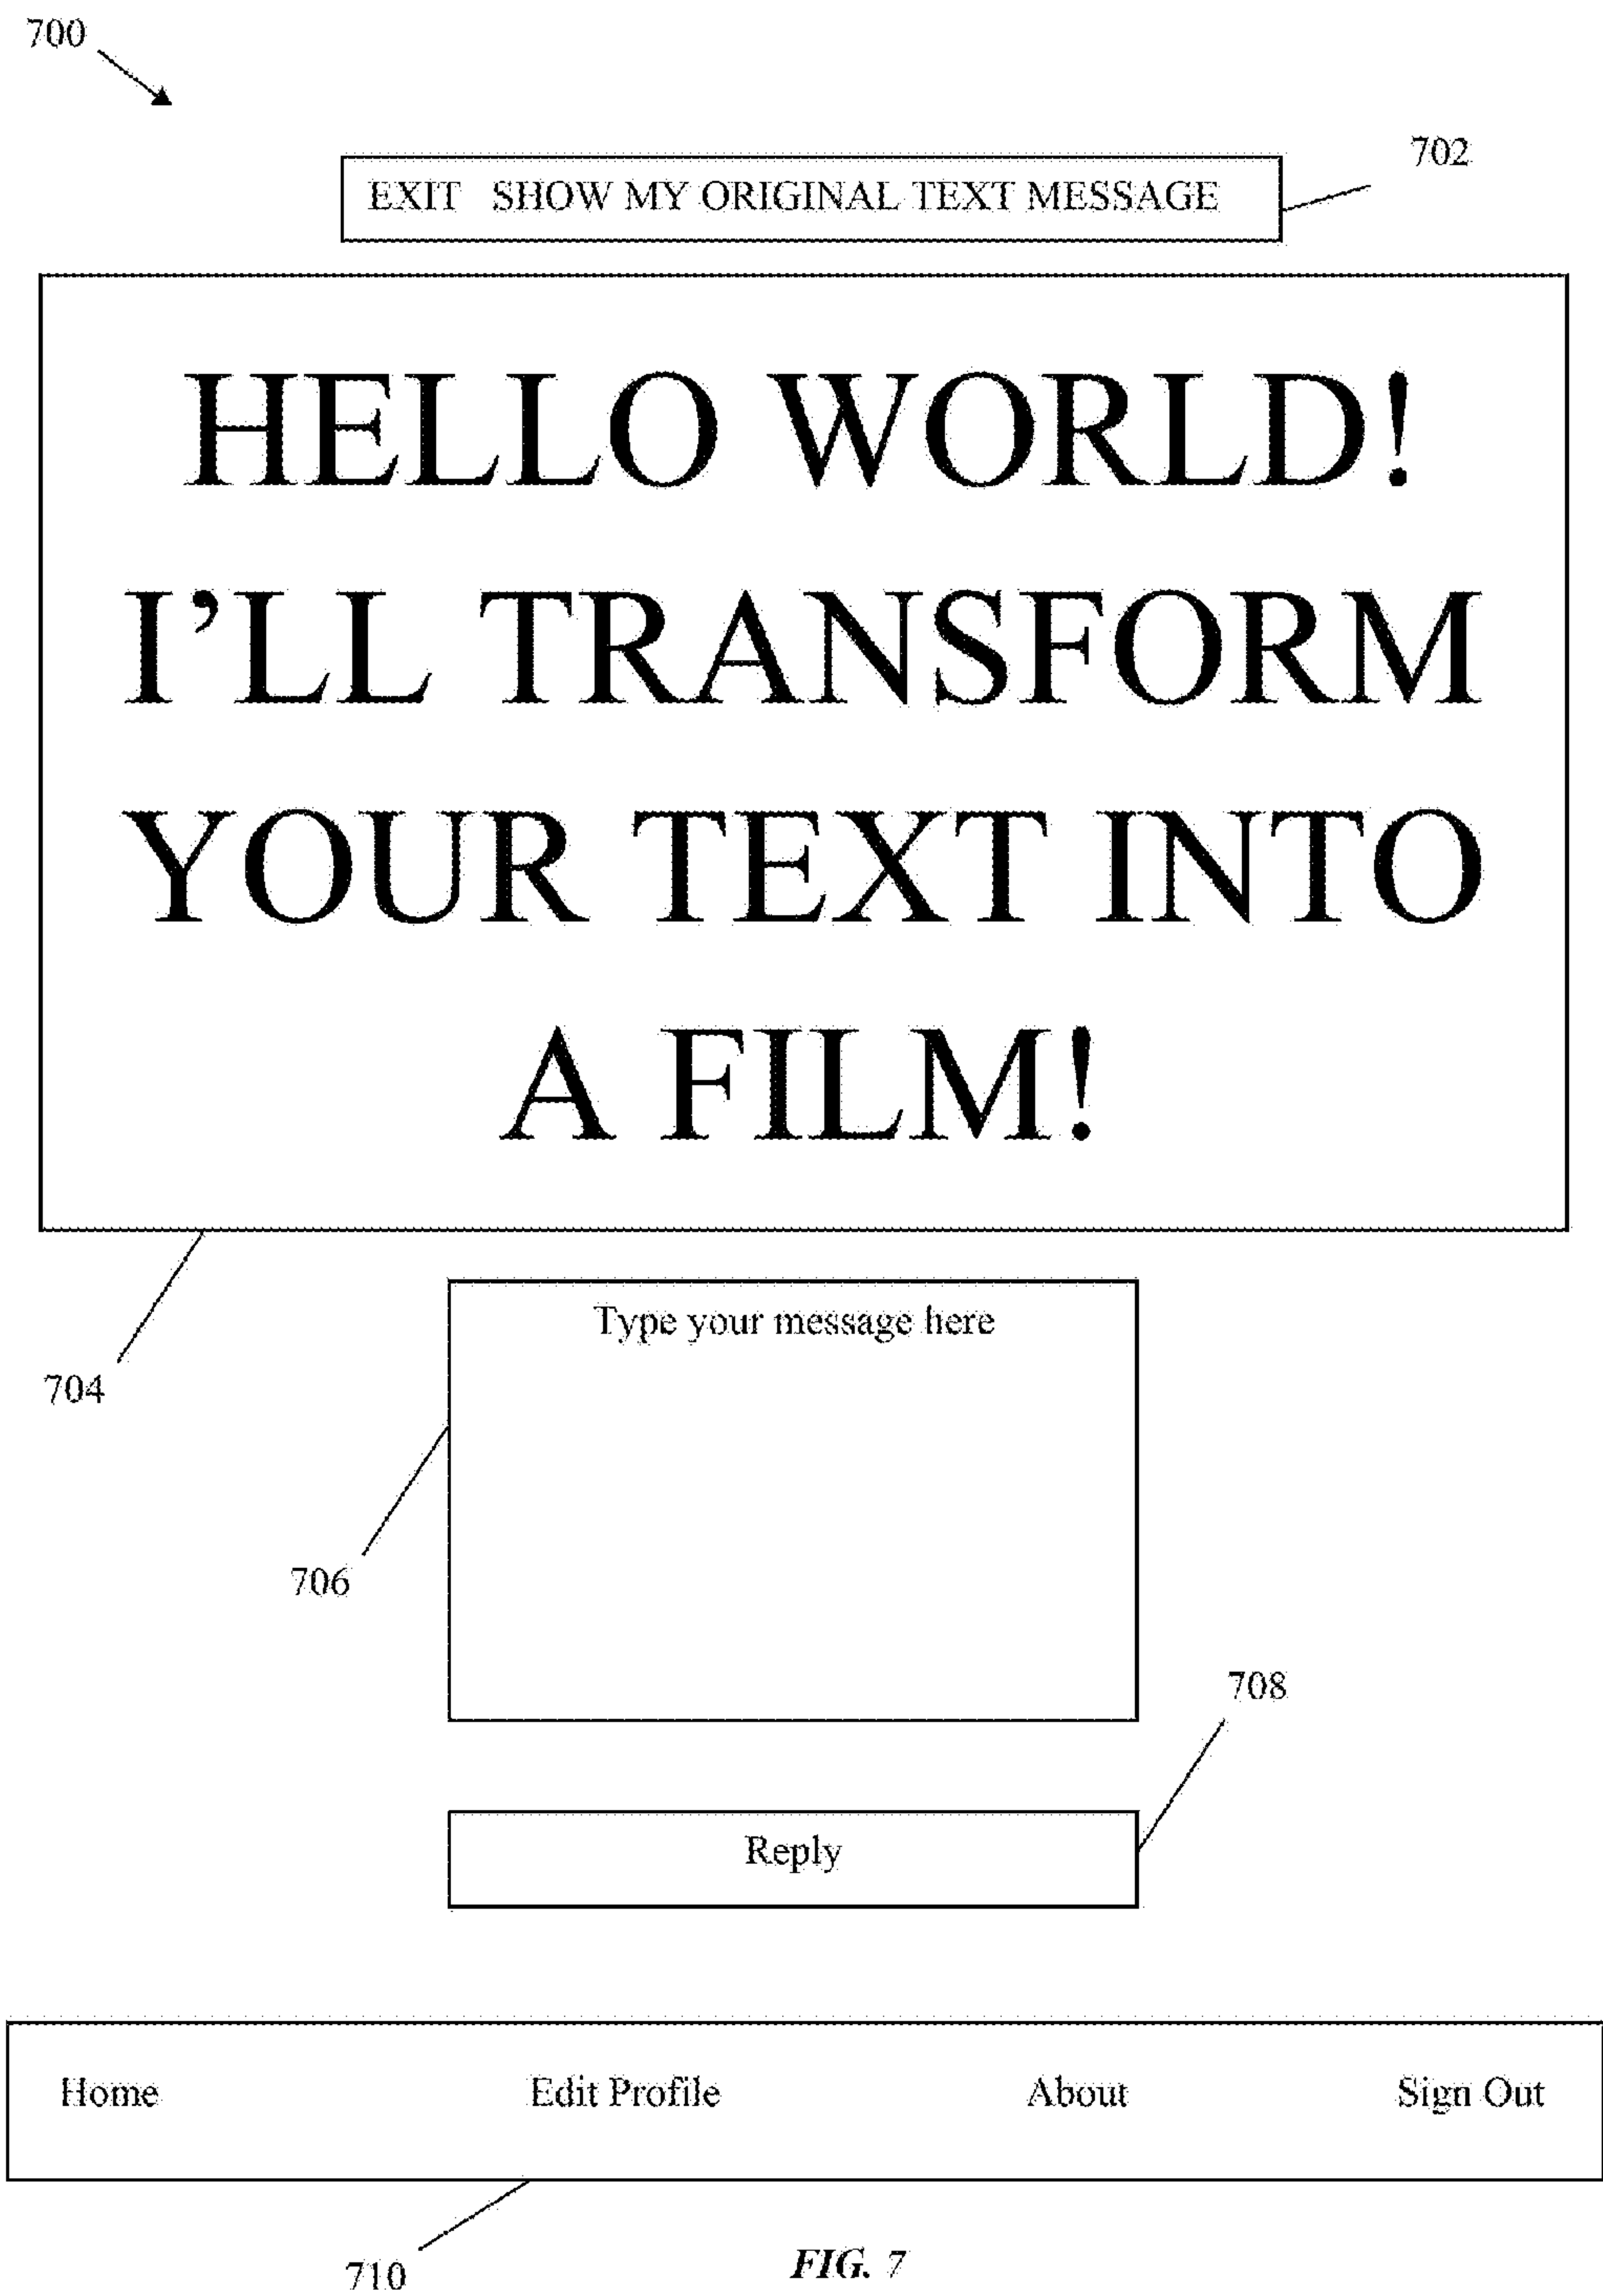 700
702
EXIT SHOW MY ORIGINAL TEXT MESSAGE
HELLO WORLD!
I’LL TRANSFORM
YOUR TEXT INTO
A FILM!
704
Type your message here
706
708
Reply
Home Edit Profile About Sign Out
710
FIG. 7